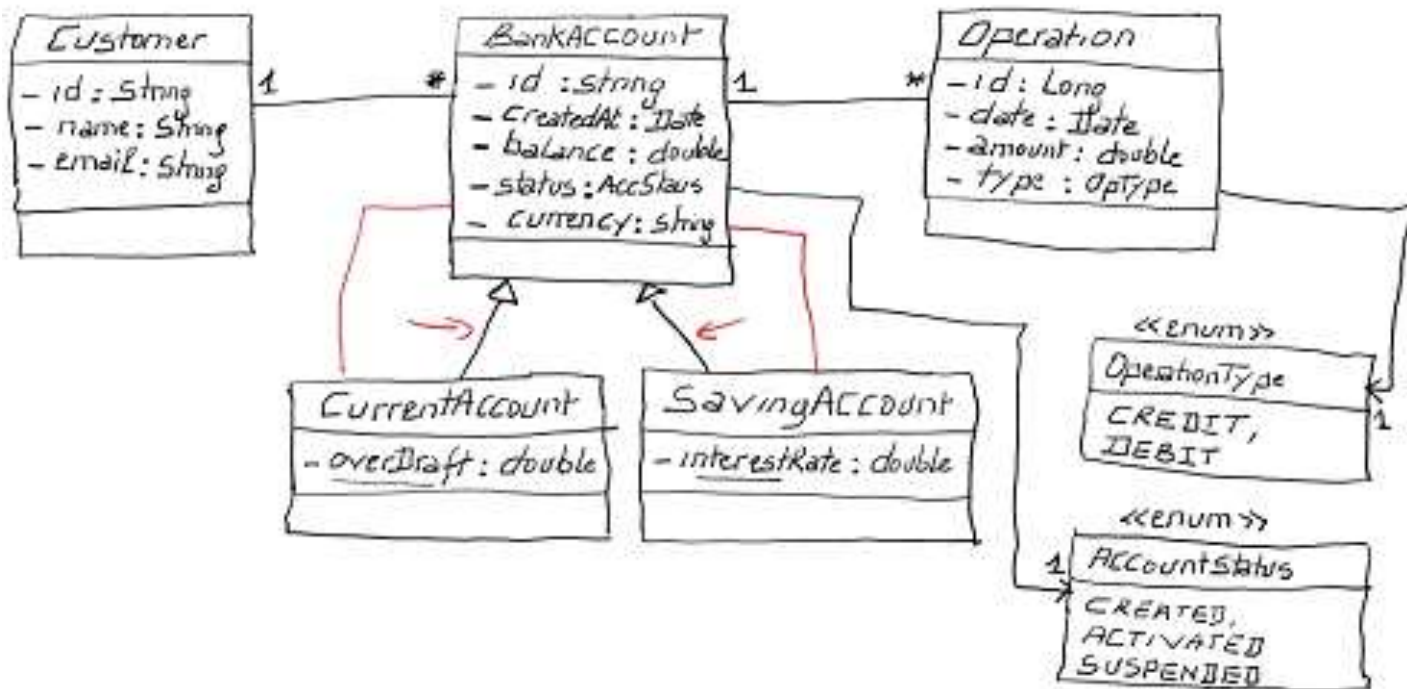 Customer
- id : String
- name : String
- email : String
1
*
BankAccount
- id : string
- createdAt : Date
- balance : double
- status : AccStaus
- currency : string
1
*
Operation
- id : Long
- date : Date
- amount : double
- type : OpType
CurrentAccount
- overDraft : double
SavingAccount
- interestRate : double
<<enum>>
OperationType
CREDIT,
DEBIT
1
<<enum>>
1
AccountStatus
CREATED,
ACTIVATED
SUSPENDED